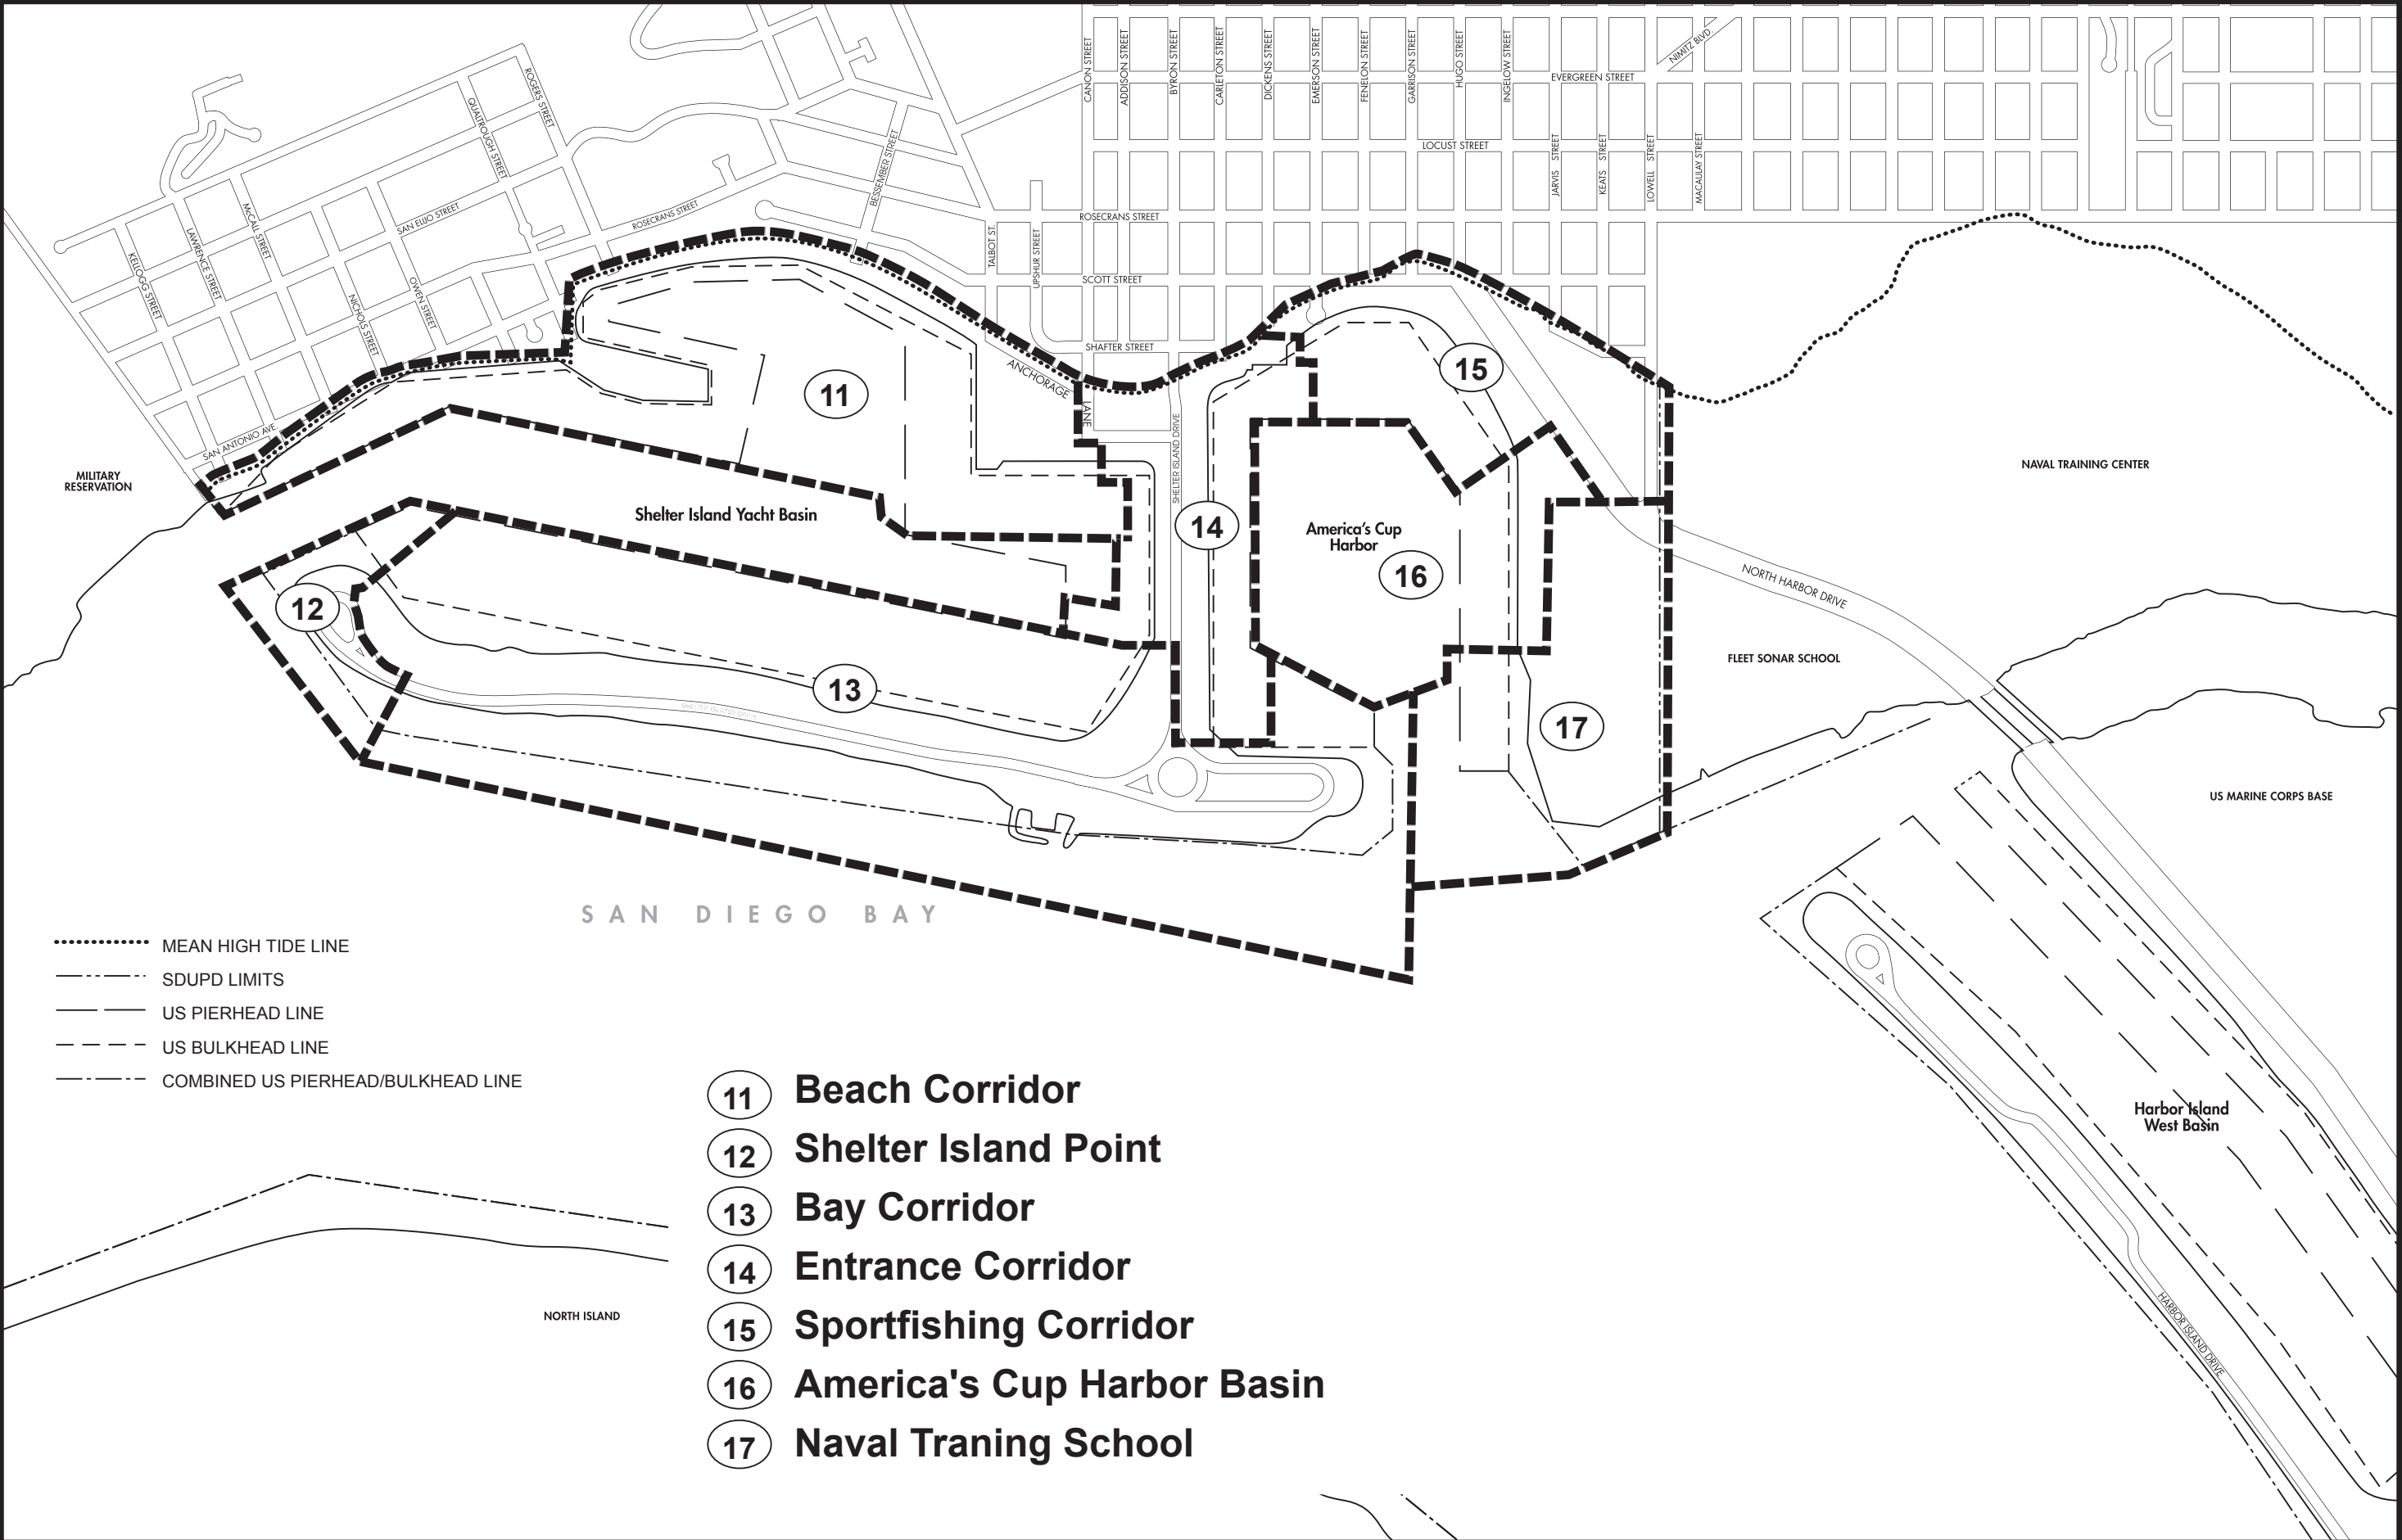 CANON STREET
ADDISON STREET
BYRON STREET
CARLETON STREET
DICKENS STREET
EMERSON STREET
FENELON STREET
GARRISON STREET
HUGO STREET
INGELOW STREET
NIMITZ BLVD.
EVERGREEN STREET
LOCUST STREET
JARVIS STREET
KEATS STREET
LOWELL STREET
MACAULAY STREET
ROGERS STREET
QUALTROUGH STREET
BESSEMBER STREET
SAN ELIJO STREET
ROSECRANS STREET
ROSECRANS STREET
McCALL STREET
LAWRENCE STREET
KELLOGG STREET
NICHOLS STREET
OWEN STREET
TALBOT ST.
UPSHUR STREET
SCOTT STREET
SHAFTER STREET
ANCHORAGE
LANE
SHELTER ISLAND DRIVE
SAN ANTONIO AVE.
MILITARY
RESERVATION
11
15
NAVAL TRAINING CENTER
Shelter Island Yacht Basin
14
America's Cup
Harbor
16
NORTH HARBOR DRIVE
12
FLEET SONAR SCHOOL
13
SHELTER ISLAND DRIVE
17
US MARINE CORPS BASE
SAN DIEGO BAY
MEAN HIGH TIDE LINE
SDUPD LIMITS
US PIERHEAD LINE
US BULKHEAD LINE
COMBINED US PIERHEAD/BULKHEAD LINE
11 Beach Corridor
12 Shelter Island Point
13 Bay Corridor
14 Entrance Corridor
15 Sportfishing Corridor
16 America's Cup Harbor Basin
17 Naval Traning School
Harbor Island
West Basin
HARBOR ISLAND DRIVE
NORTH ISLAND